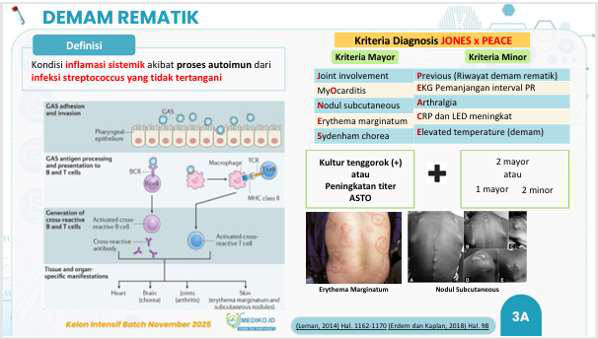 DEMAM REMATIK
Definisi
Kondisi inflamasi sistemik akibat proses autoimun dari
infeksi streptococcus yang tidak tertangani
GAS adhesion
and invasion
GAS
Pharyngeal
epithelium
GAS antigen processing
and presentation to
B and T cells
BCR
B cell
Macrophage
TCR
T cell
MHC class II
Generation of
cross-reactive
B and T cells
Activated cross-
reactive B cell
Cross-reactive
antibody
Activated cross-
reactive T cell
Tissue and organ-
specific manifestations
Heart
Brain
(chorea)
Joints
(arthritis)
Skin
(erythema marginatum and
subcutaneous nodules)
Kriteria Diagnosis JONES x PEACE
Kriteria Mayor
Kriteria Minor
Joint involvement
Previous (Riwayat demam rematik)
MyOcarditis
EKG Pemanjangan interval PR
Nodul subcutaneous
Arthralgia
Erythema marginatum
CRP dan LED meningkat
Sydenham chorea
Elevated temperature (demam)
Kultur tenggorok (+)
atau
Peningkatan titer
ASTO
2 mayor
atau
1 mayor 2 minor
A
D
E
Erythema Marginatum
Nodul Subcutaneous
Kelon Intensif Batch November 2025
MEDIKO.ID
(Leman, 2014) Hal. 1162-1170 (Erdem dan Kaplan, 2018) Hal. 98
3A